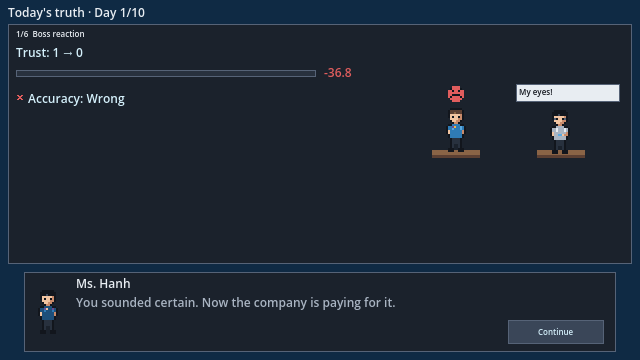 Today's truth · Day 1/10
1/6 Boss reaction
Trust: 1 → 0
-36.8
× Accuracy: Wrong
My eyes!
Ms. Hanh
You sounded certain. Now the company is paying for it.
Continue